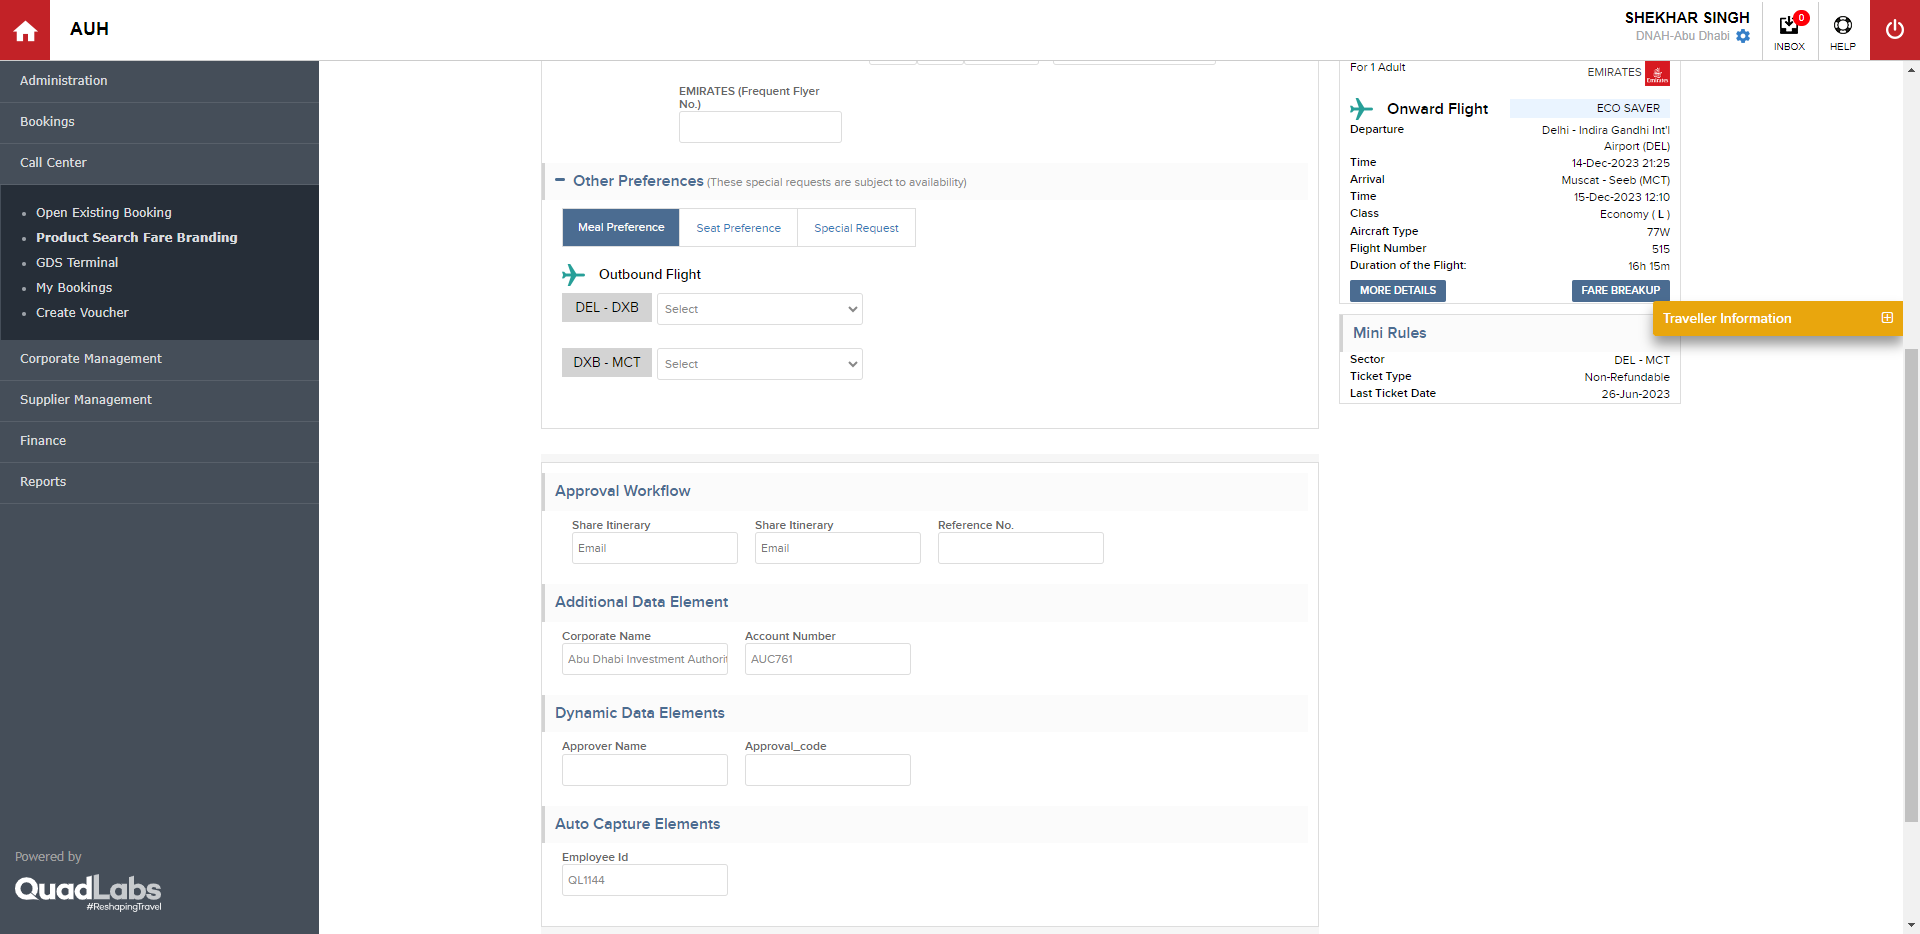 AUH
SHEKHAR SINGH
DNAH-Abu Dhabi
0
INBOX
HELP
Administration
Bookings
Call Center
Open Existing Booking
Product Search Fare Branding
GDS Terminal
My Bookings
Create Voucher
Corporate Management
Supplier Management
Finance
Reports
Powered by
QuadLabs
#ReshapingTravel
EMIRATES (Frequent Flyer
No.)
Other Preferences (These special requests are subject to availability)
Meal Preference
Seat Preference
Special Request
Outbound Flight
DEL - DXB
Select
DXB - MCT
Select
Approval Workflow
Share Itinerary
Share Itinerary
Reference No.
Email
Email
Additional Data Element
Corporate Name
Account Number
Abu Dhabi Investment Authorit
AUC761
Dynamic Data Elements
Approver Name
Approval_code
Auto Capture Elements
Employee Id
QL1144
For 1 Adult
EMIRATES
Emirates
Onward Flight
ECO SAVER
Departure
Delhi - Indira Gandhi Int'l
Airport (DEL)
Time
14-Dec-2023 21:25
Arrival
Muscat - Seeb (MCT)
Time
15-Dec-2023 12:10
Class
Economy ( L )
Aircraft Type
77W
Flight Number
515
Duration of the Flight:
16h 15m
MORE DETAILS
FARE BREAKUP
Traveller Information
Mini Rules
Sector
DEL - MCT
Ticket Type
Non-Refundable
Last Ticket Date
26-Jun-2023